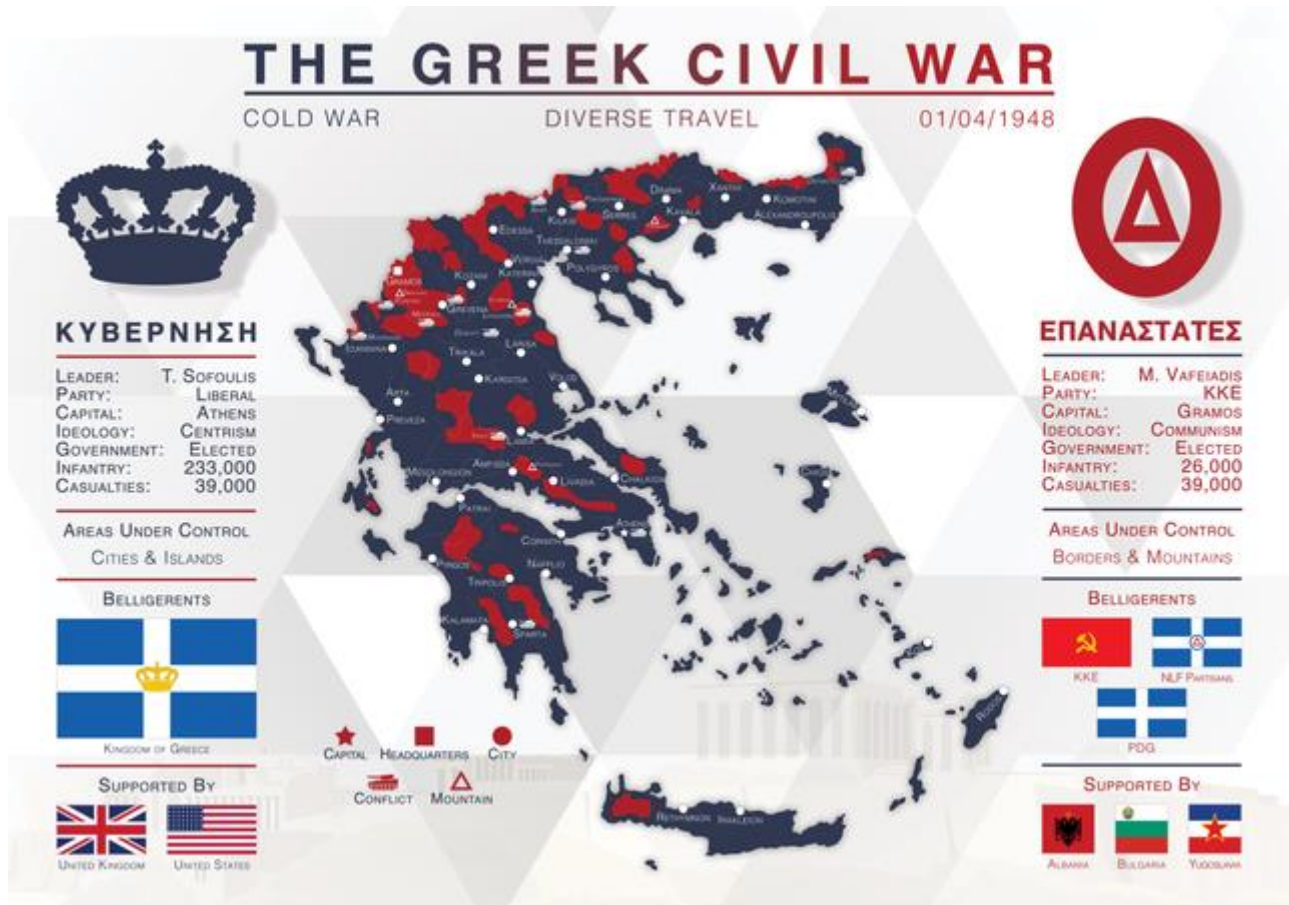 THE GREEK CIVIL WAR
COLD WAR DIVERSE TRAVEL 01/04/1948
ΚΥΒΕΡΝΗΣΗ
LEADER: T. SOFOULIS
PARTY: LIBERAL
CAPITAL: ATHENS
IDEOLOGY: CENTRISM
GOVERNMENT: ELECTED
INFANTRY: 233,000
CASUALTIES: 39,000
AREAS UNDER CONTROL
CITIES & ISLANDS
BELLIGERENTS
KINGDOM OF GREECE
SUPPORTED BY
UNITED KINGDOM
UNITED STATES
DRAMA
XANTHI
KOMOTINI
ALEXANDROUPOLIS
SERRES
KAVALA
KILKIS
EDESSA
THESSALONIKI
VEROIA
POLYGYROS
KOZANI
KATERINI
GRAMOS
GREVENA
IOANNINA
LARISA
TRIKALA
KARDITSA
VOLOS
ARTA
PREVEZA
LAMIA
AMFISSA
MESOLONGION
LIVADIA
CHALKIDA
PATRAI
ATHENS
CORINTH
PYRGOS
NAFPLIO
TRIPOLIS
KALAMATA
SPARTA
KOS
RODOS
RETHYMNON
IRAKLEION
CAPITAL HEADQUARTERS CITY
CONFLICT MOUNTAIN
ΕΠΑΝΑΣΤΑΤΕΣ
LEADER: M. VAFEIADIS
PARTY: KKE
CAPITAL: GRAMOS
IDEOLOGY: COMMUNISM
GOVERNMENT: ELECTED
INFANTRY: 26,000
CASUALTIES: 39,000
AREAS UNDER CONTROL
BORDERS & MOUNTAINS
BELLIGERENTS
KKE
NLF PARTISANS
PDG
SUPPORTED BY
ALBANIA
BULGARIA
YUGOSLAVIA